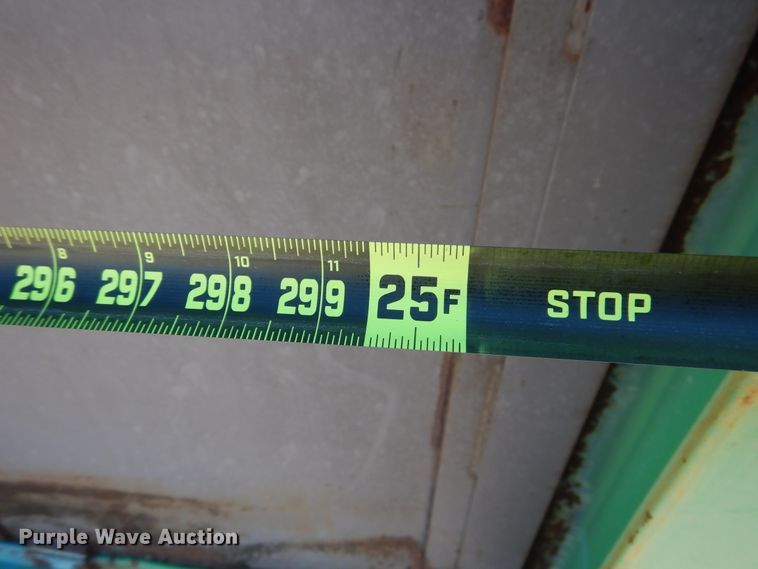 8 9 10 11
296 297 298 299 25F STOP
Purple Wave Auction